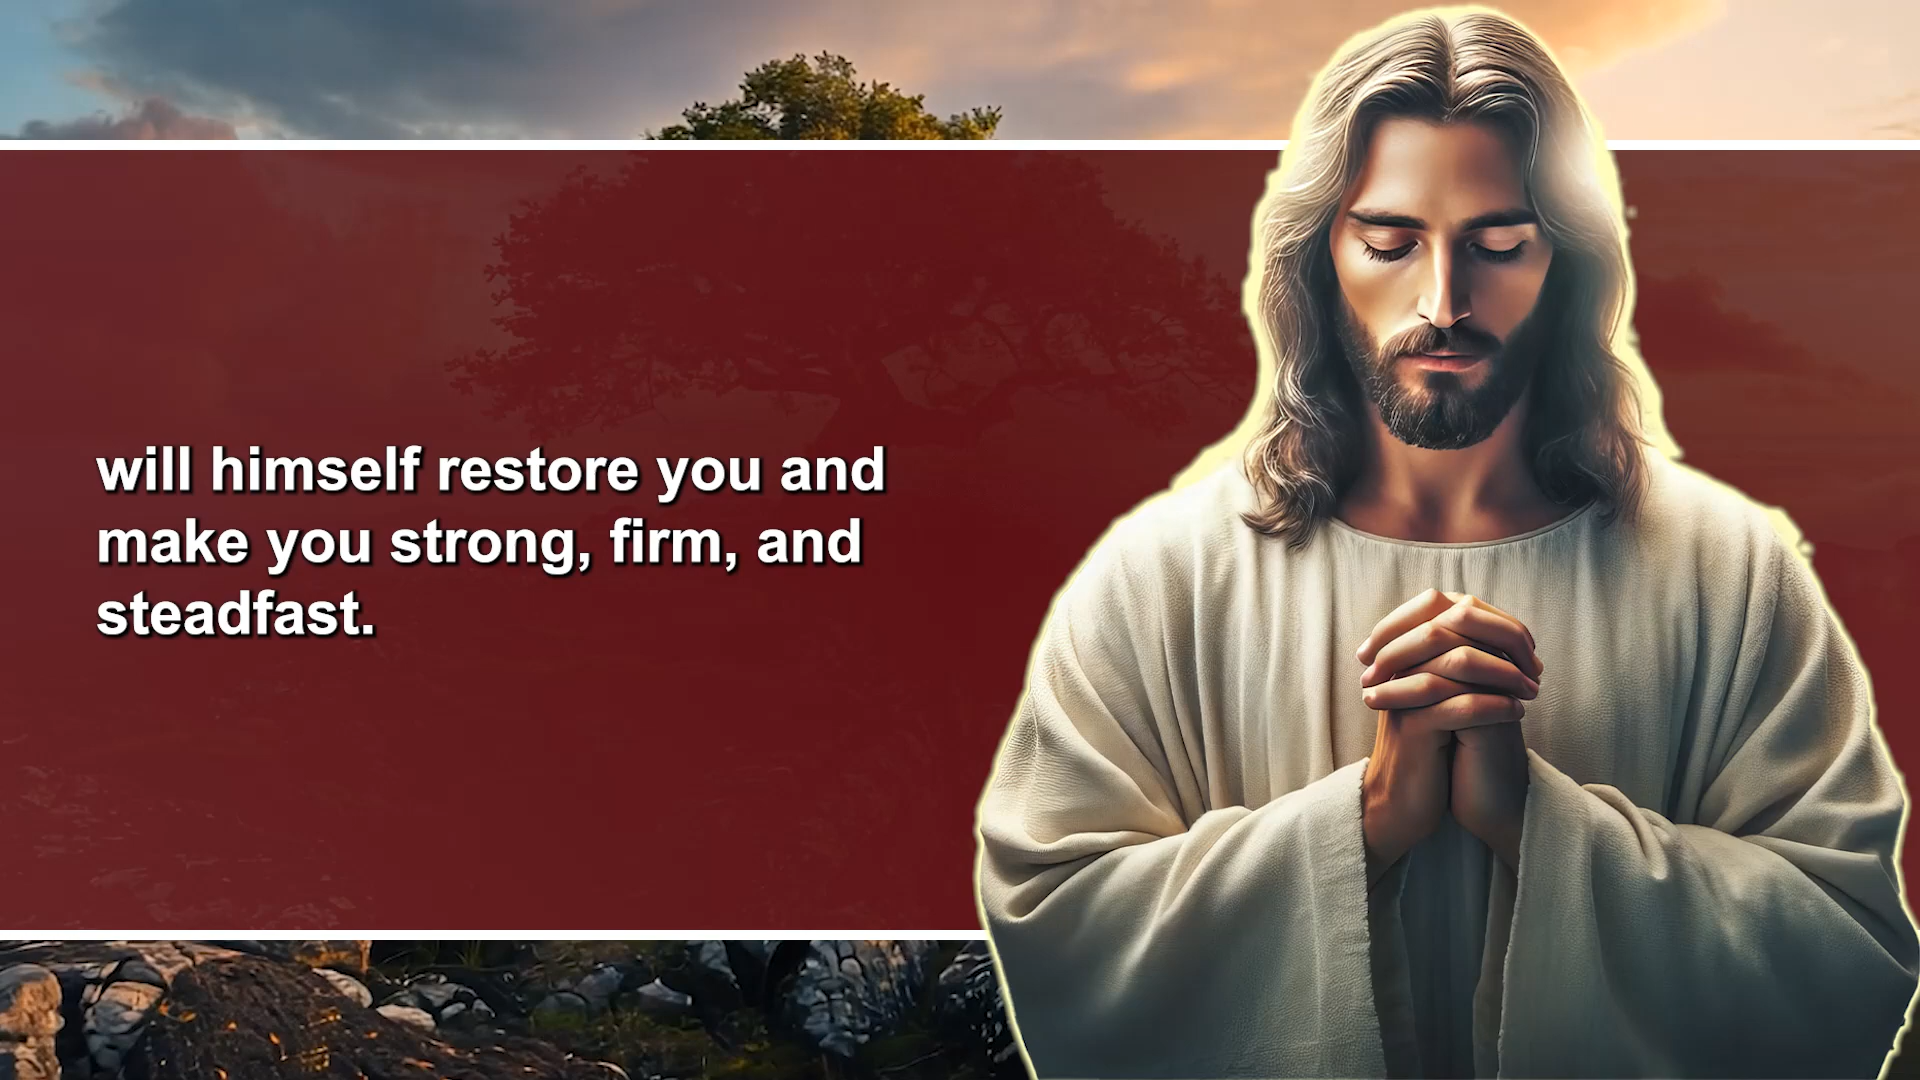 will himself restore you and
make you strong, firm, and
steadfast.